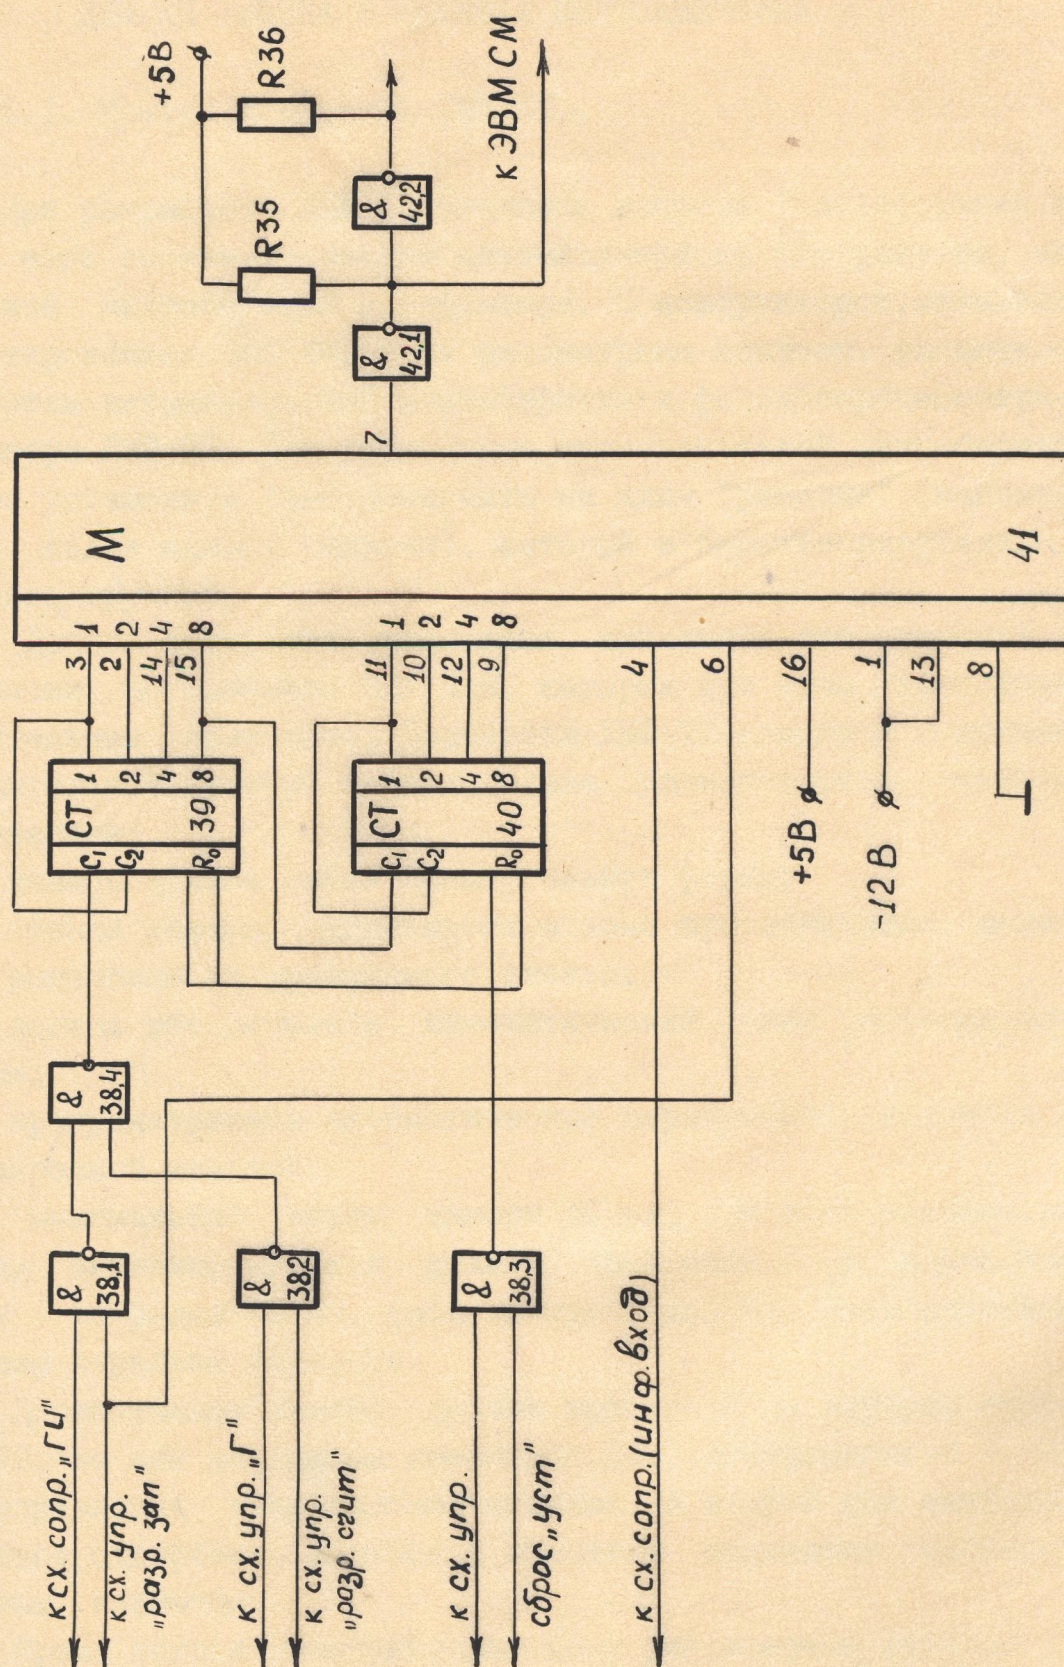 к сх. сопр. „ГЦ"
к сх. упр.
„разр. зап"
к сх. упр. „Г"
к сх. упр.
„разр. счит"
к сх. упр.
сброс „уст"
к сх. сопр. (инф. вход)
&
38,1
&
38,2
&
38,3
&
38,4
C1
C2
R0
CT
39
1
2
4
8
C1
C2
R0
CT
40
1
2
4
8
+5В
-12В
3
2
14
15
11
10
12
9
4
6
16
1
13
8
1
2
4
8
1
2
4
8
М
41
7
&
42,1
&
42,2
R35
R36
+5В
к ЭВМ СМ